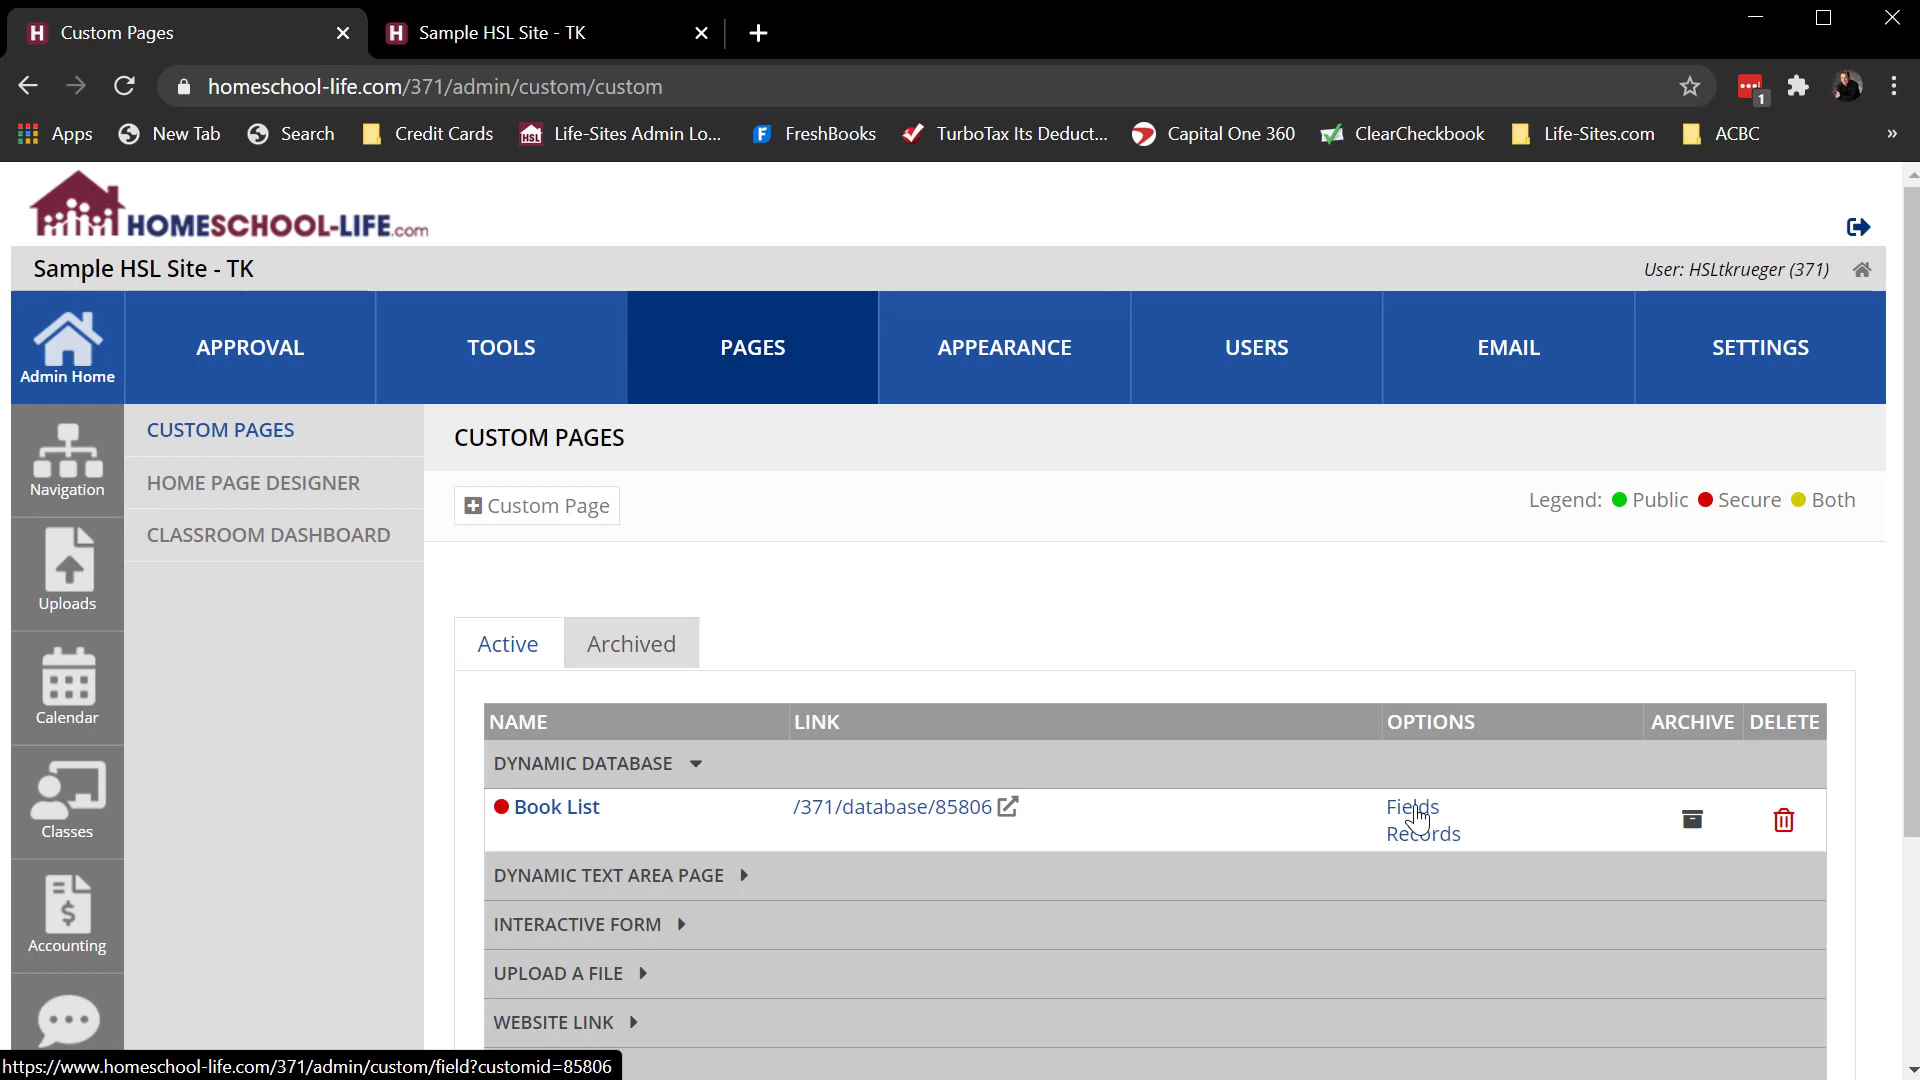 Custom Pages
Sample HSL Site - TK
homeschool-life.com/371/admin/custom/custom
1
Apps
New Tab
Search
Credit Cards
Life-Sites Admin Lo...
FreshBooks
TurboTax Its Deduct...
Capital One 360
ClearCheckbook
Life-Sites.com
ACBC
»
HOMESCHOOL-LIFE.com
Sample HSL Site - TK
User: HSLtkrueger (371)
Admin Home
APPROVAL
TOOLS
PAGES
APPEARANCE
USERS
EMAIL
SETTINGS
Navigation
Uploads
Calendar
Classes
Accounting
CUSTOM PAGES
HOME PAGE DESIGNER
CLASSROOM DASHBOARD
CUSTOM PAGES
Custom Page
Legend: Public Secure Both
Active
Archived
NAME LINK OPTIONS ARCHIVE DELETE
DYNAMIC DATABASE
Book List /371/database/85806 Fields
Records
DYNAMIC TEXT AREA PAGE
INTERACTIVE FORM
UPLOAD A FILE
WEBSITE LINK
https://www.homeschool-life.com/371/admin/custom/field?customid=85806